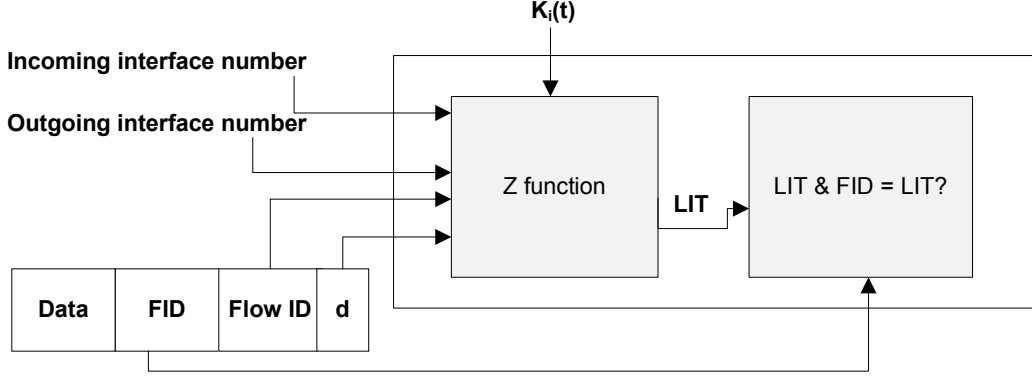 Kᵢ(t)
Incoming interface number
Outgoing interface number
Z function
LIT
LIT & FID = LIT?
Data
FID
Flow ID
d